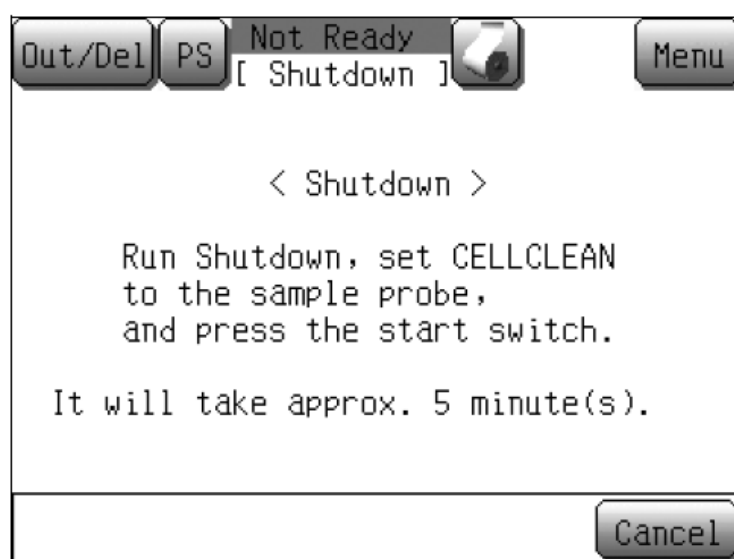 Out/Del PS Not Ready Menu
[ Shutdown ]
< Shutdown >
Run Shutdown, set CELLCLEAN
to the sample probe,
and press the start switch.
It will take approx. 5 minute(s).
Cancel